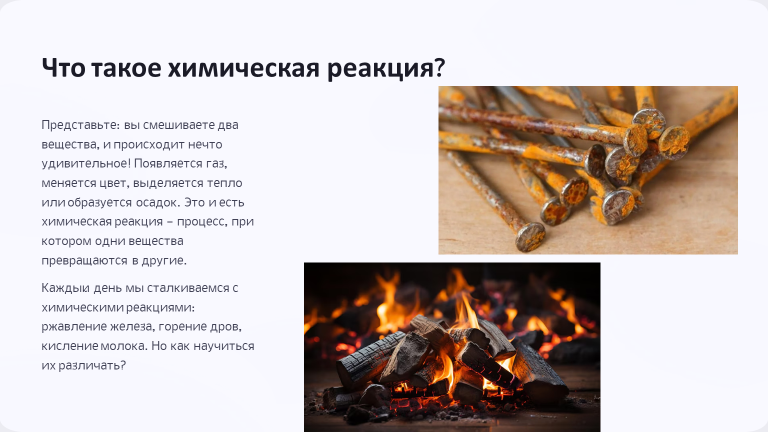 Что такое химическая реакция?
Представьте: вы смешиваете два
вещества, и происходит нечто
удивительное! Появляется газ,
меняется цвет, выделяется тепло
или образуется осадок. Это и есть
химическая реакция – процесс, при
котором одни вещества
превращаются в другие.
Каждый день мы сталкиваемся с
химическими реакциями:
ржавление железа, горение дров,
кисление молока. Но как научиться
их различать?